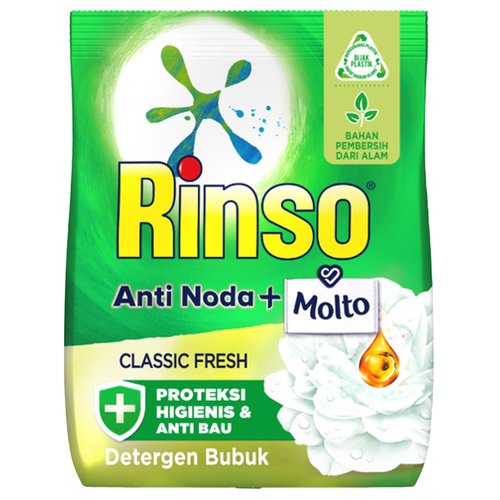 BIJAK
PLASTIK
BAHAN
PEMBERSIH
DARI ALAM
Rinso®
Anti Noda +
Molto
CLASSIC FRESH
PROTEKSI
HIGIENIS &
ANTI BAU
Detergen Bubuk